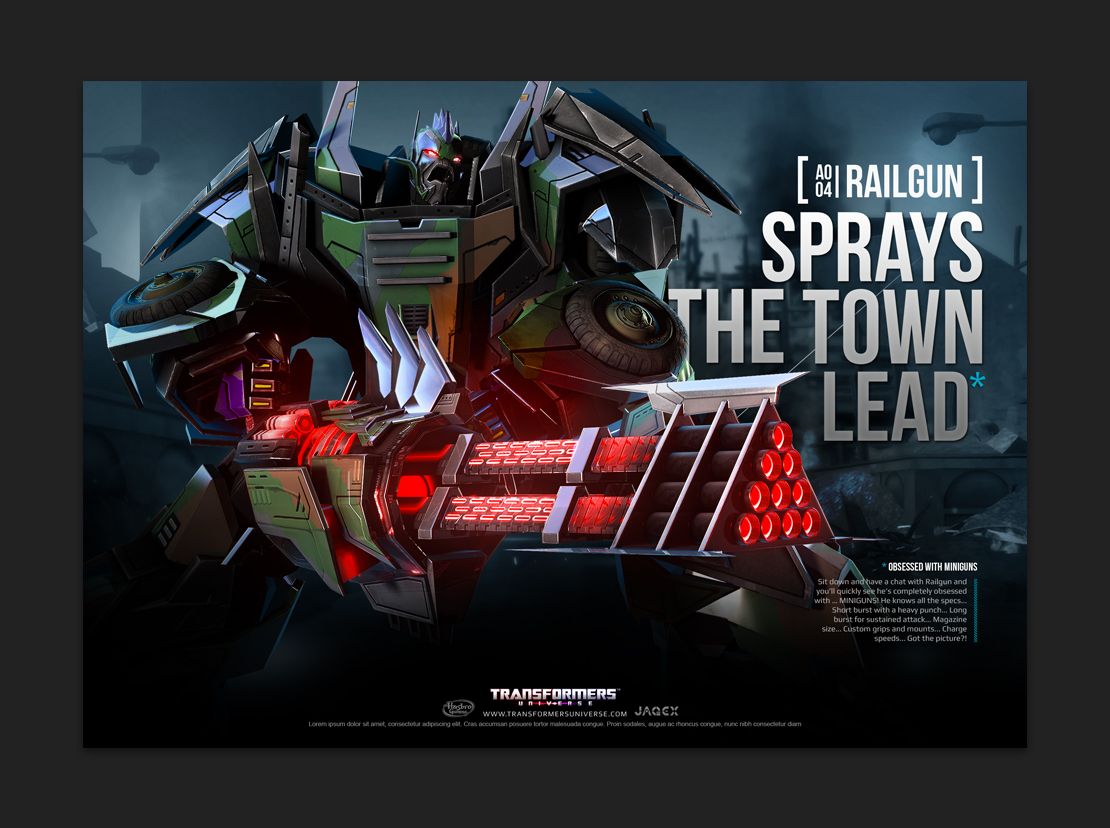 [ A0 04 | RAILGUN ]
SPRAYS
THE TOWN
LEAD*
* OBSESSED WITH MINIGUNS
Sit down and have a chat with Railgun and
you'll quickly see he's completely obsessed
with ... MINIGUNS! He knows all the specs...
Short burst with a heavy punch... Long
burst for sustained attack... Magazine
size... Custom grips and mounts... Charge
speeds... Got the picture?!
TRANSFORMERS™
UNIVERSE
Hasbro
WWW.TRANSFORMERSUNIVERSE.COM
JAGEX
Lorem ipsum dolor sit amet, consectetur adipiscing elit. Cras accumsan posuere tortor malesuada congue. Proin sodales, augue ac rhoncus congue, nunc nibh consectetur diam